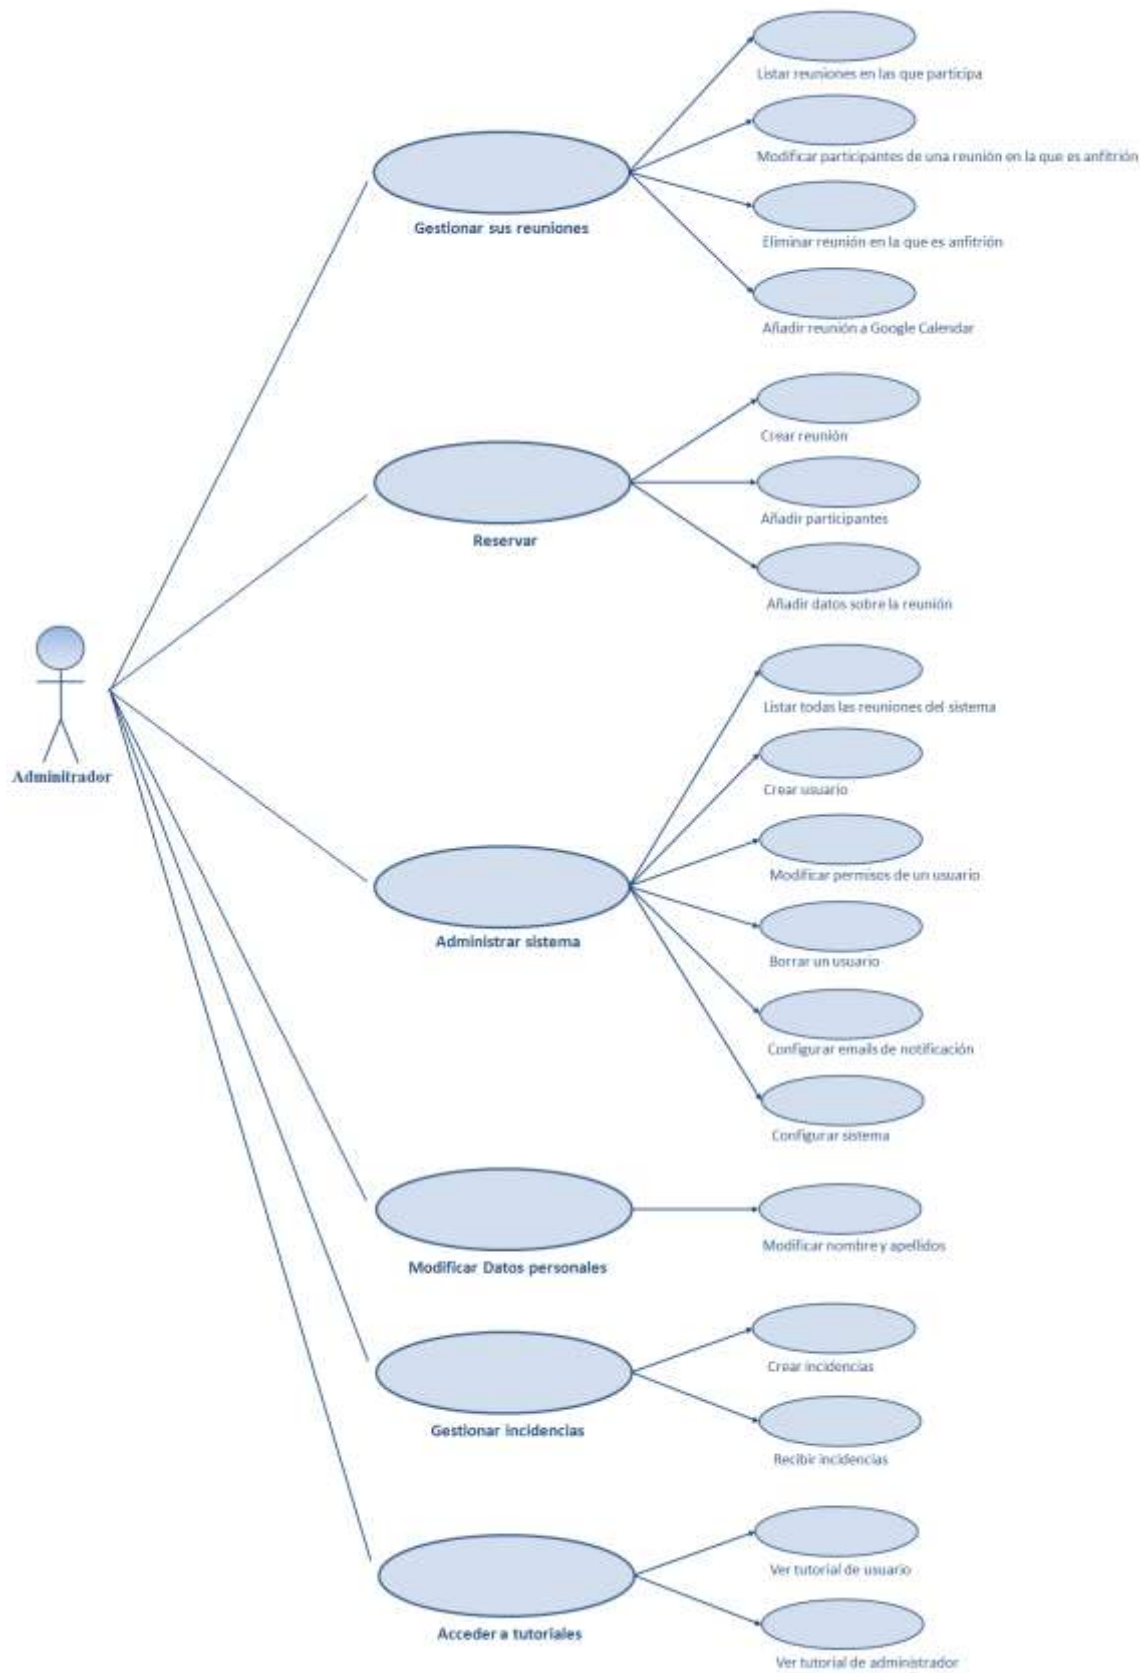 Listar reuniones en las que participa
Modificar participantes de una reunión en la que es anfitrión
Gestionar sus reuniones
Eliminar reunión en la que es anfitrión
Añadir reunión a Google Calendar
Crear reunión
Añadir participantes
Reservar
Añadir datos sobre la reunión
Listar todas las reuniones del sistema
Adminitrador
Crear usuario
Modificar permisos de un usuario
Administrar sistema
Borrar un usuario
Configurar emails de notificación
Configurar sistema
Modificar nombre y apellidos
Modificar Datos personales
Crear incidencias
Gestionar incidencias
Recibir incidencias
Ver tutorial de usuario
Acceder a tutoriales
Ver tutorial de administrador